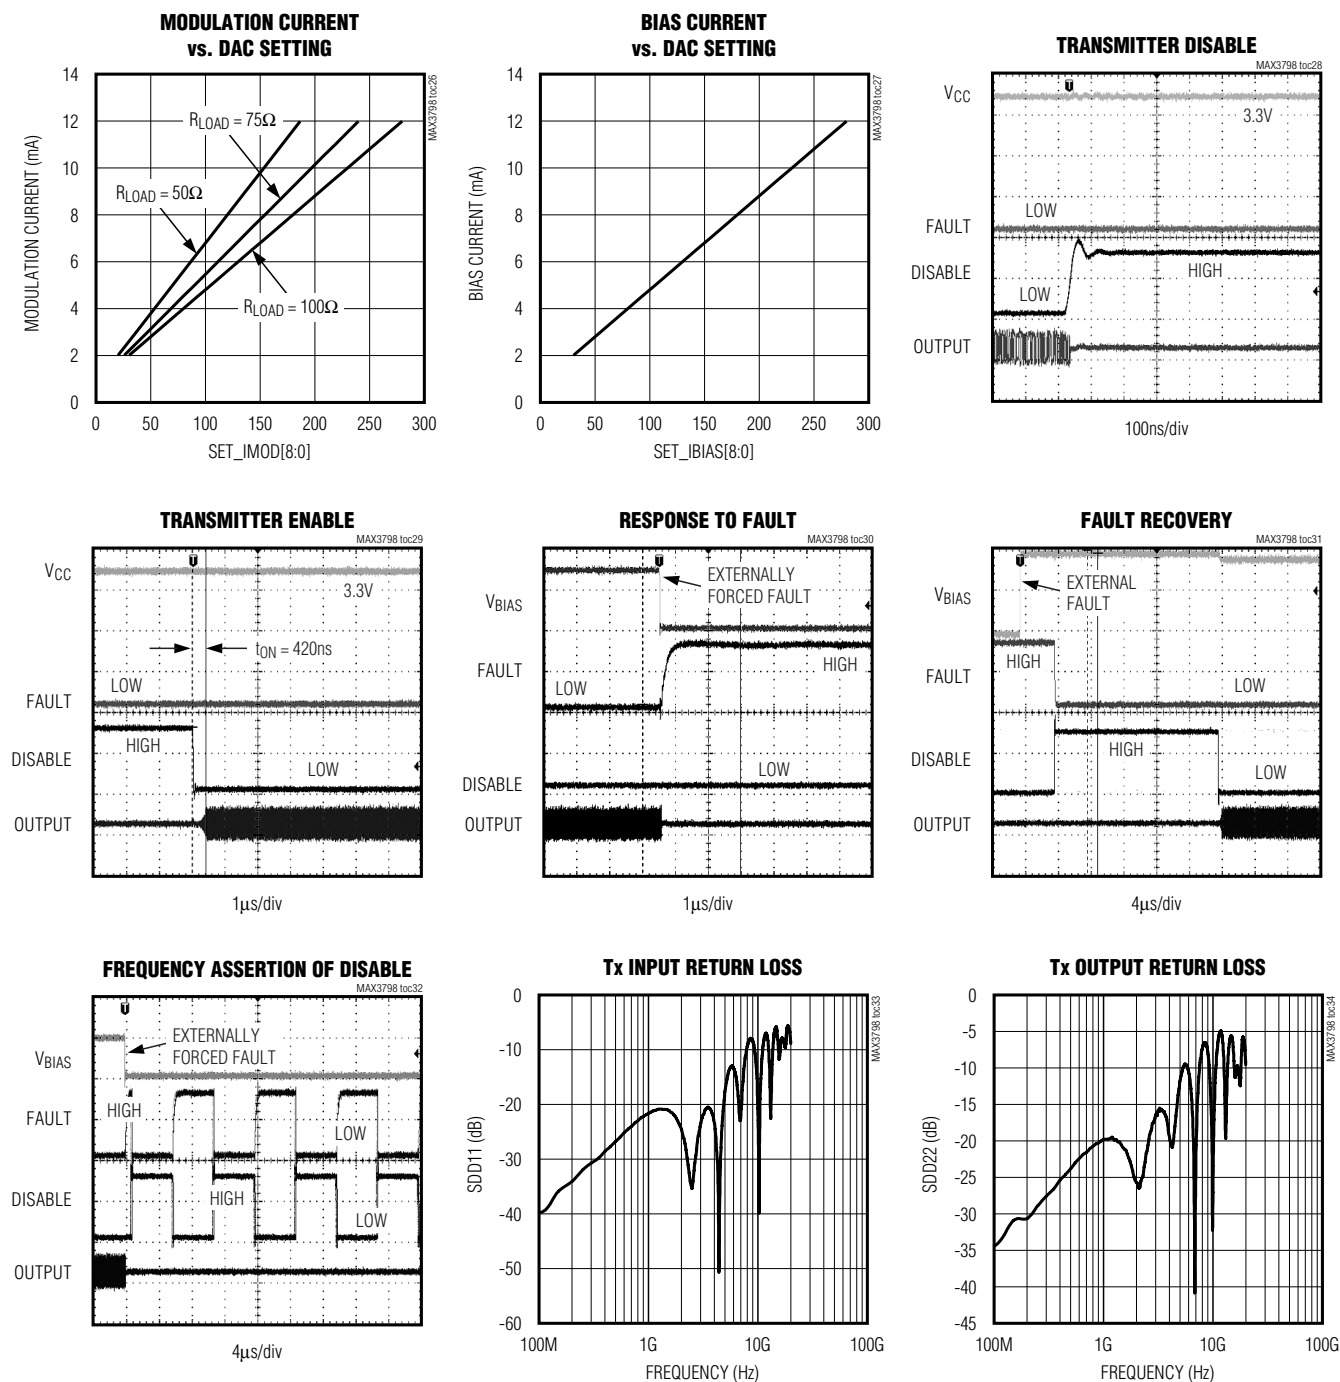 MODULATION CURRENT
vs. DAC SETTING
MAX3798 toc26
14
12
10
8
6
4
2
0
MODULATION CURRENT (mA)
RLOAD = 75Ω
RLOAD = 50Ω
RLOAD = 100Ω
0 50 100 150 200 250 300
SET_IMOD[8:0]
BIAS CURRENT
vs. DAC SETTING
MAX3798 toc27
14
12
10
8
6
4
2
0
BIAS CURRENT (mA)
0 50 100 150 200 250 300
SET_IBIAS[8:0]
TRANSMITTER DISABLE
MAX3798 toc28
VCC
3.3V
FAULT
LOW
DISABLE
HIGH
LOW
OUTPUT
100ns/div
TRANSMITTER ENABLE
MAX3798 toc29
VCC
3.3V
tON = 420ns
LOW
FAULT
HIGH
DISABLE
LOW
OUTPUT
1µs/div
RESPONSE TO FAULT
MAX3798 toc30
EXTERNALLY
FORCED FAULT
VBIAS
FAULT
HIGH
LOW
DISABLE
LOW
OUTPUT
1µs/div
FAULT RECOVERY
MAX3798 toc31
EXTERNAL
FAULT
VBIAS
HIGH
FAULT
LOW
HIGH
DISABLE
LOW
OUTPUT
4µs/div
FREQUENCY ASSERTION OF DISABLE
MAX3798 toc32
EXTERNALLY
FORCED FAULT
VBIAS
HIGH
FAULT
LOW
DISABLE
HIGH
LOW
OUTPUT
4µs/div
Tx INPUT RETURN LOSS
MAX3798 toc33
0
-10
-20
-30
-40
-50
-60
SDD11 (dB)
100M 1G 10G 100G
FREQUENCY (Hz)
Tx OUTPUT RETURN LOSS
MAX3798 toc34
0
-5
-10
-15
-20
-25
-30
-35
-40
-45
SDD22 (dB)
100M 1G 10G 100G
FREQUENCY (Hz)